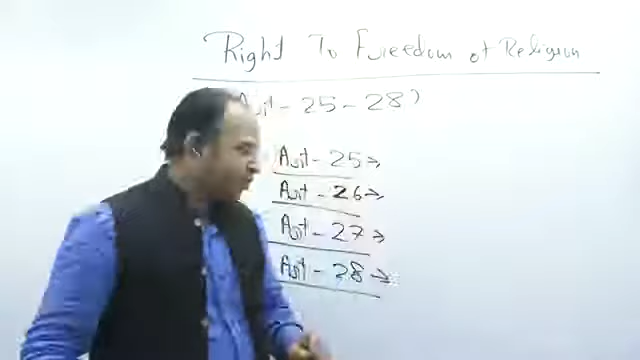 Right To Freedom of Religion
Art - 25 - 28)
Art - 25 →
Art - 26 →
Art - 27 →
Art - 28 →